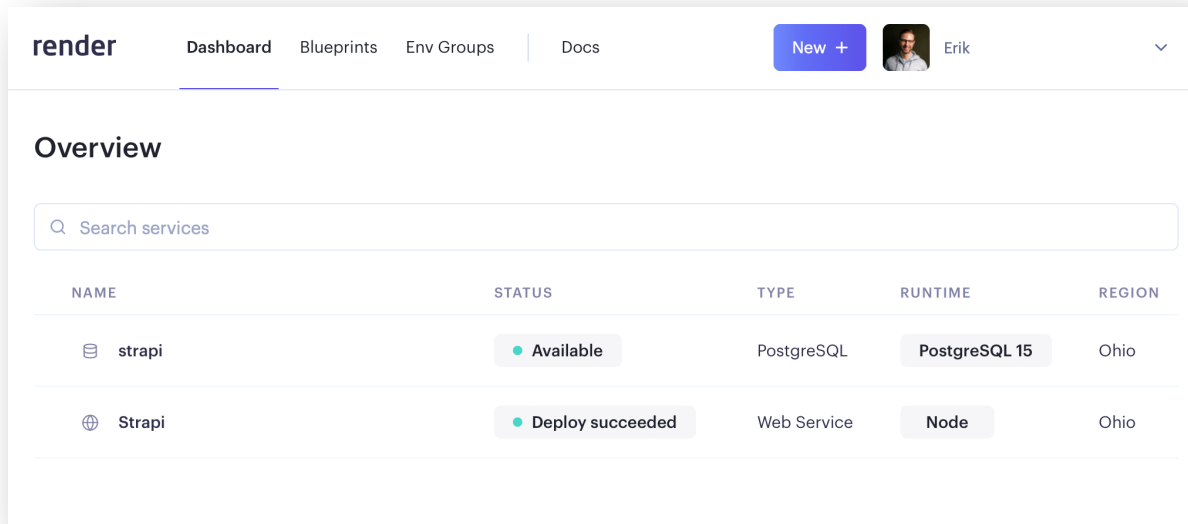 render Dashboard Blueprints Env Groups Docs New + Erik
Overview
Search services
NAME STATUS TYPE RUNTIME REGION
strapi Available PostgreSQL PostgreSQL 15 Ohio
Strapi Deploy succeeded Web Service Node Ohio